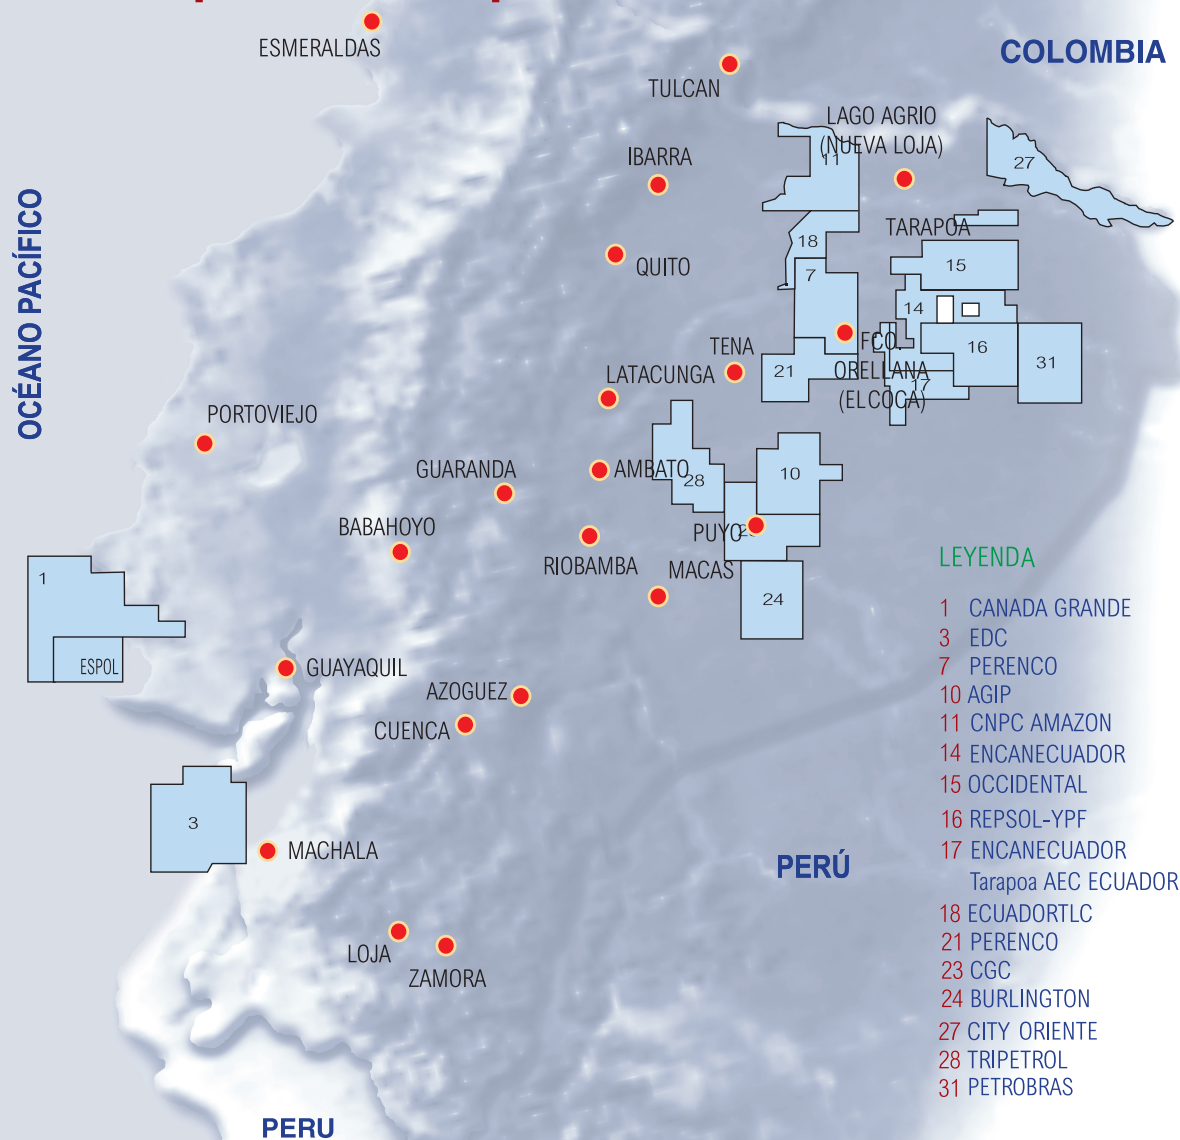 ESMERALDAS
COLOMBIA
TULCAN
LAGO AGRIO
(NUEVA LOJA)
11
27
IBARRA
OCÉANO PACÍFICO
TARAPOA
18
QUITO
7
15
14
FCO.
ORELLANA
(EL COCA)
16
31
TENA
21
17
LATACUNGA
PORTOVIEJO
GUARANDA
AMBATO
28
10
BABAHOYO
PUYO
RIOBAMBA
MACAS
24
1
ESPOL
GUAYAQUIL
AZOGUEZ
CUENCA
3
MACHALA
PERÚ
LOJA
ZAMORA
PERU
LEYENDA
1 CANADA GRANDE
3 EDC
7 PERENCO
10 AGIP
11 CNPC AMAZON
14 ENCANECUADOR
15 OCCIDENTAL
16 REPSOL-YPF
17 ENCANECUADOR
Tarapoa AEC ECUADOR
18 ECUADORTLC
21 PERENCO
23 CGC
24 BURLINGTON
27 CITY ORIENTE
28 TRIPETROL
31 PETROBRAS